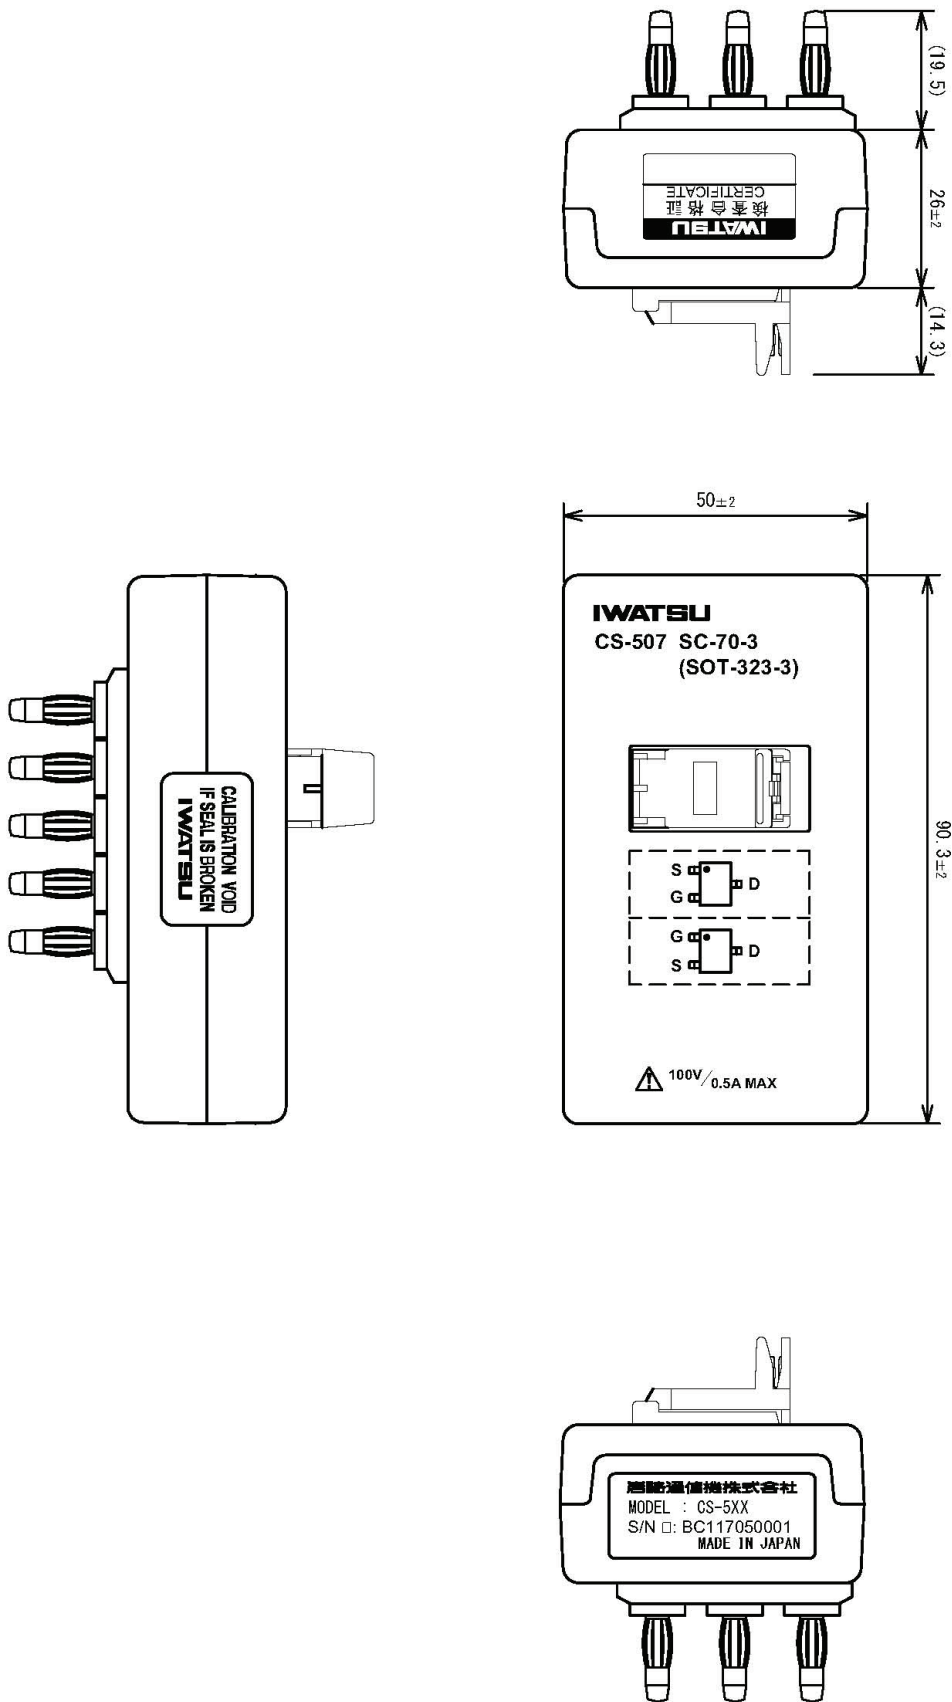 (19.5)
26±2
(14.3)
IWATSU
検査合格証
CERTIFICATE
50±2
90.3±2
IWATSU
CS-507 SC-70-3
(SOT-323-3)
S
G
D
G
S
D
100V/0.5A MAX
CALIBRATION VOID
IF SEAL IS BROKEN
IWATSU
岩崎通信機株式会社
MODEL : CS-5XX
S/N □: BC117050001
MADE IN JAPAN